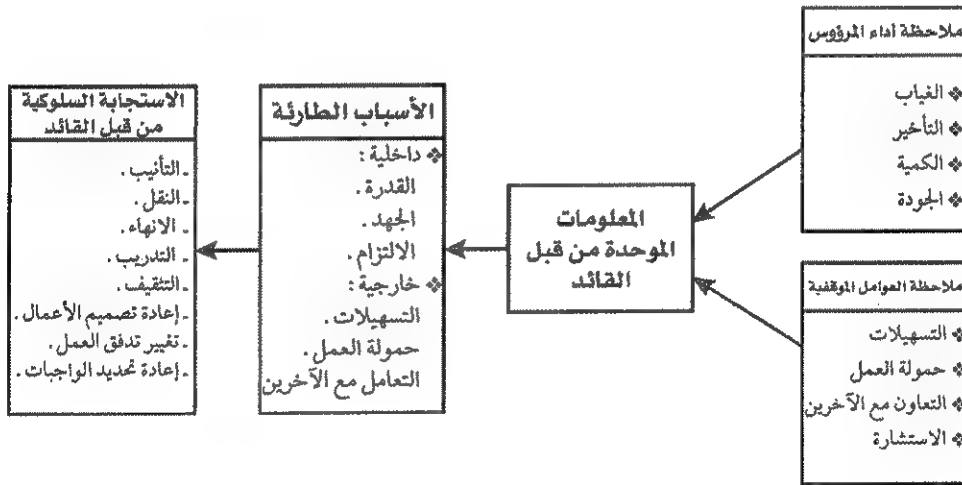 ملاحظة أداء المرؤوس
❖ الغياب
❖ التأخير
❖ الكمية
❖ الجودة
ملاحظة العوامل الموقفية
❖ التسهيلات
❖ حمولة العمل
❖ التعاون مع الآخرين
❖ الاستشارة
المعلومات
الموحدة من قبل
القائد
الأسباب الطارئة
❖ داخلية :
القدرة .
الجهد .
الالتزام .
❖ خارجية :
التسهيلات .
حمولة العمل .
التعامل مع الآخرين
الاستجابة السلوكية
من قبل القائد
ـ التأنيب .
ـ النقل .
ـ الانهاء .
ـ التدريب .
ـ التثقيف .
ـ إعادة تصميم الأعمال .
ـ تغيير تدفق العمل .
ـ إعادة تحديد الواجبات .